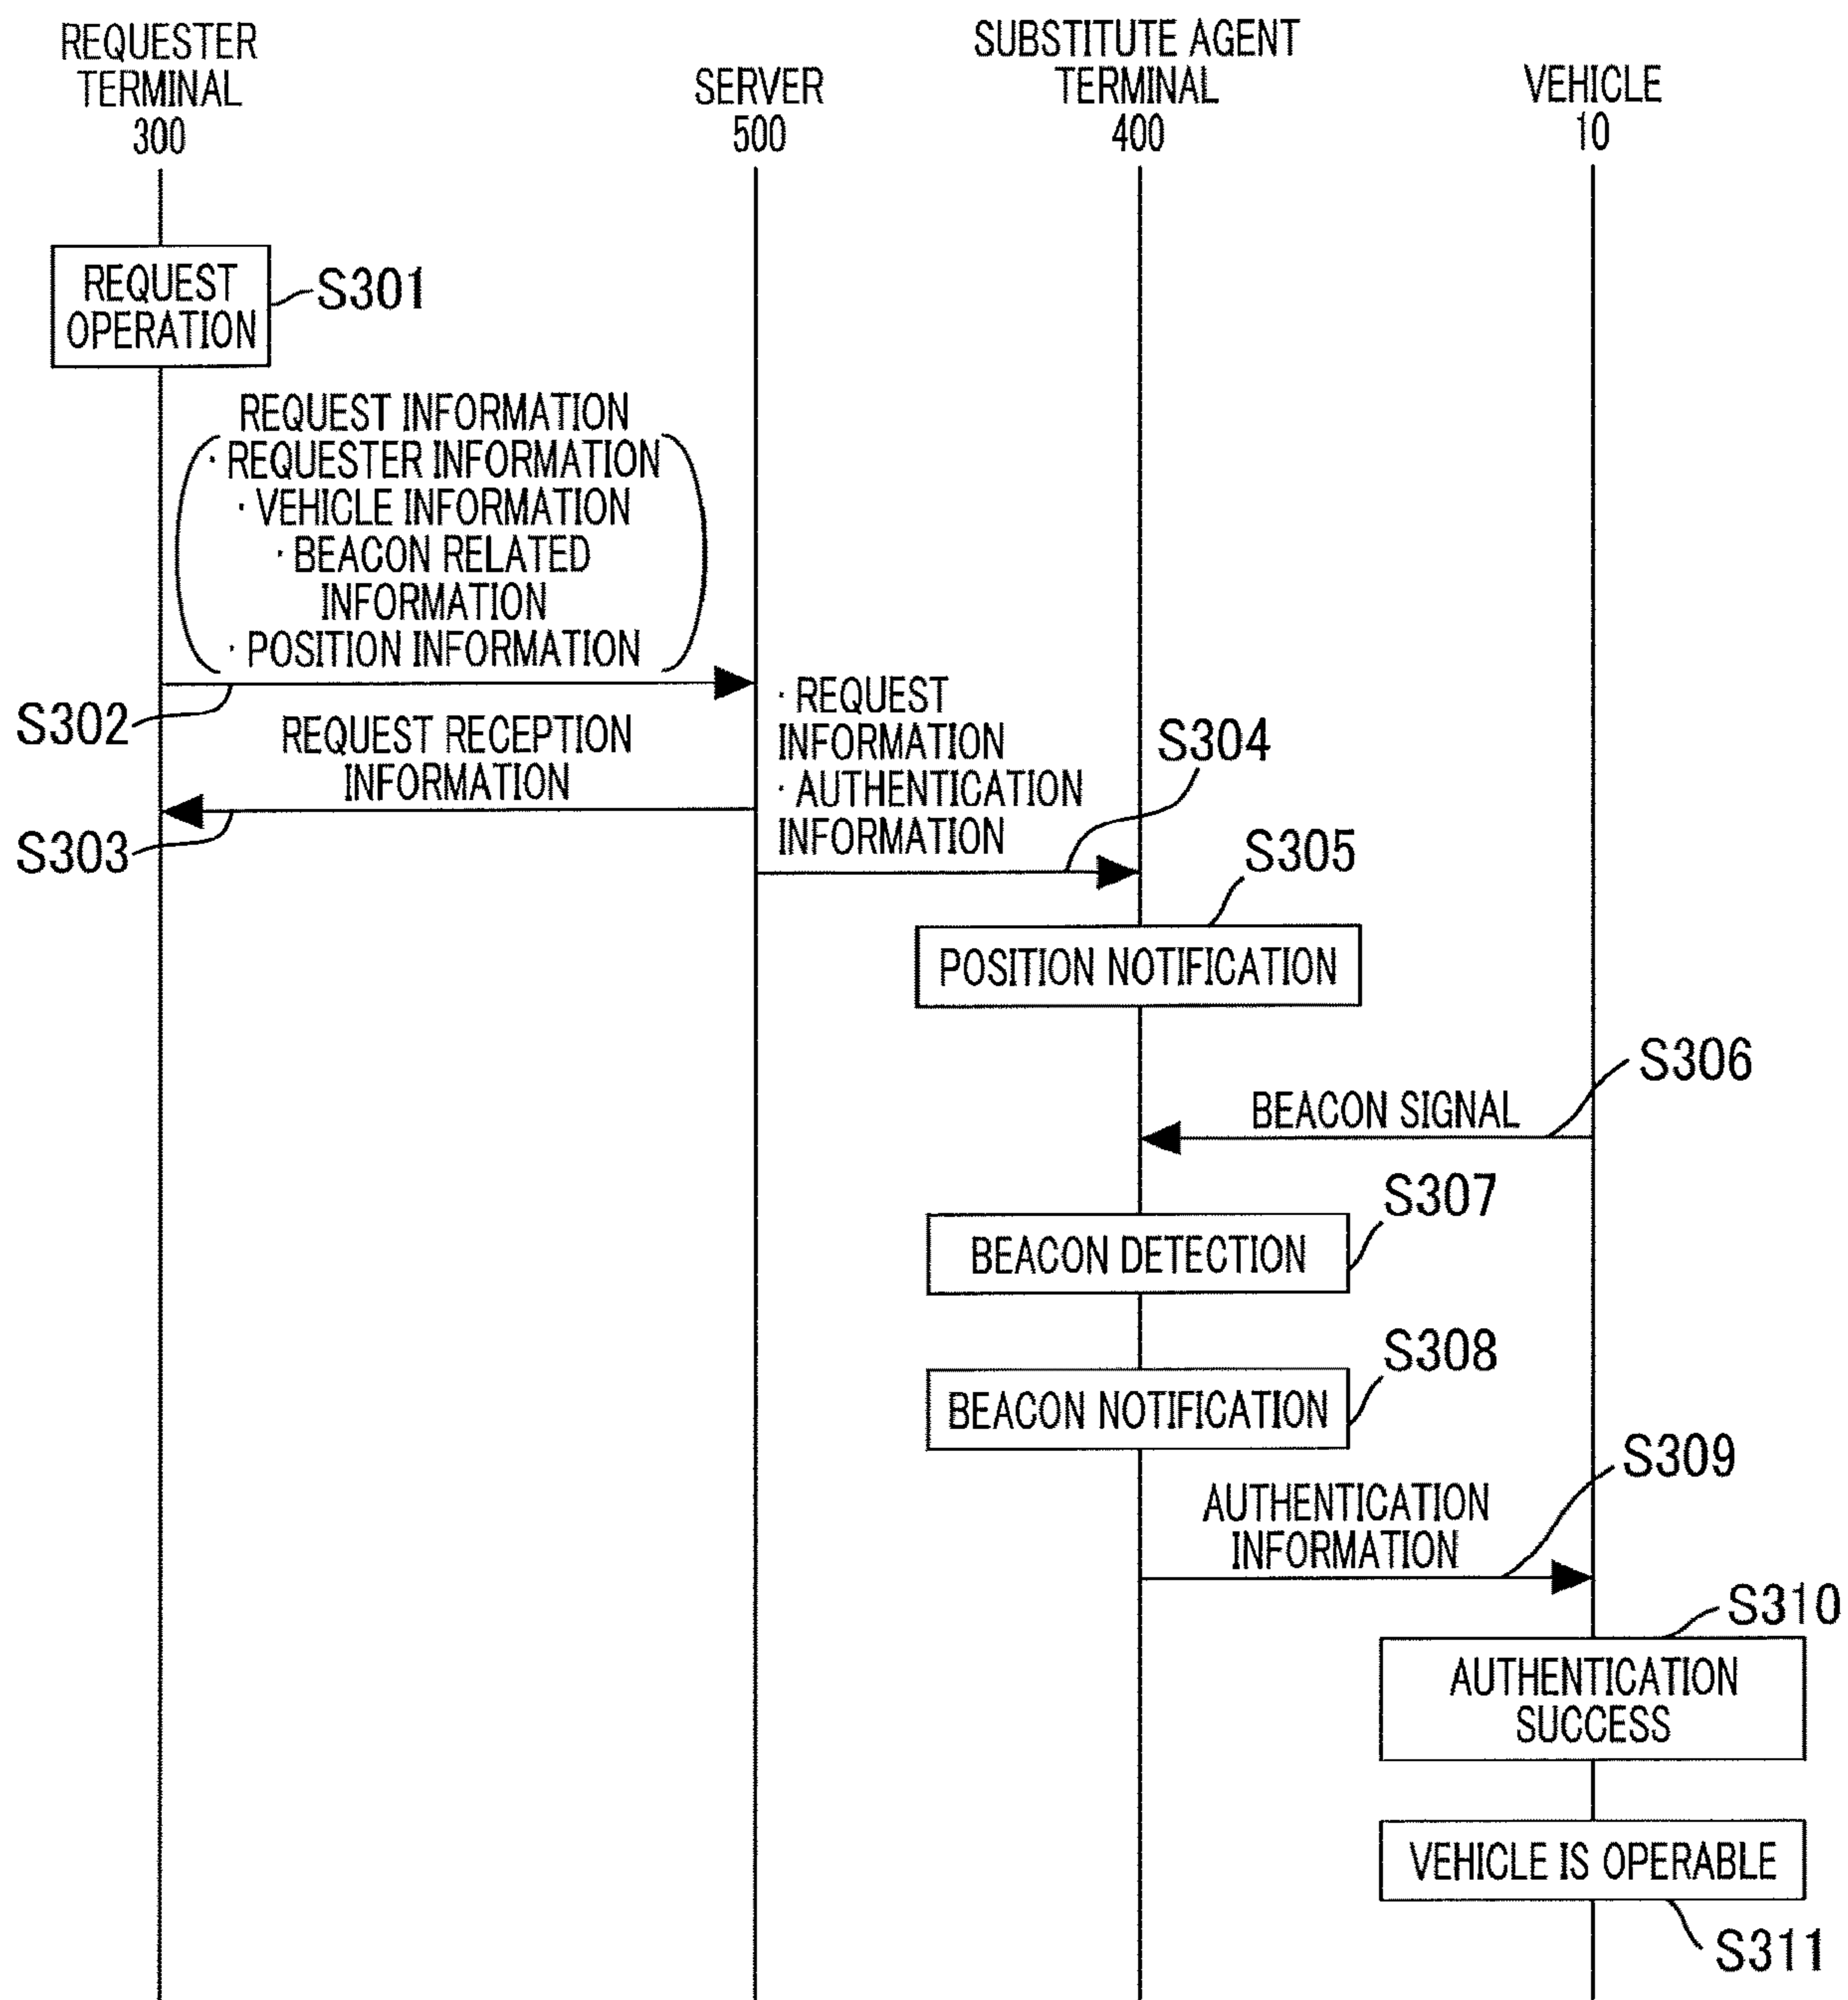 REQUESTER
TERMINAL
300
SERVER
500
SUBSTITUTE AGENT
TERMINAL
400
VEHICLE
10
REQUEST
OPERATION
S301
REQUEST INFORMATION
· REQUESTER INFORMATION
· VEHICLE INFORMATION
· BEACON RELATED
INFORMATION
· POSITION INFORMATION
S302
REQUEST RECEPTION
INFORMATION
S303
· REQUEST
INFORMATION
· AUTHENTICATION
INFORMATION
S304
S305
POSITION NOTIFICATION
S306
BEACON SIGNAL
S307
BEACON DETECTION
S308
BEACON NOTIFICATION
S309
AUTHENTICATION
INFORMATION
S310
AUTHENTICATION
SUCCESS
VEHICLE IS OPERABLE
S311